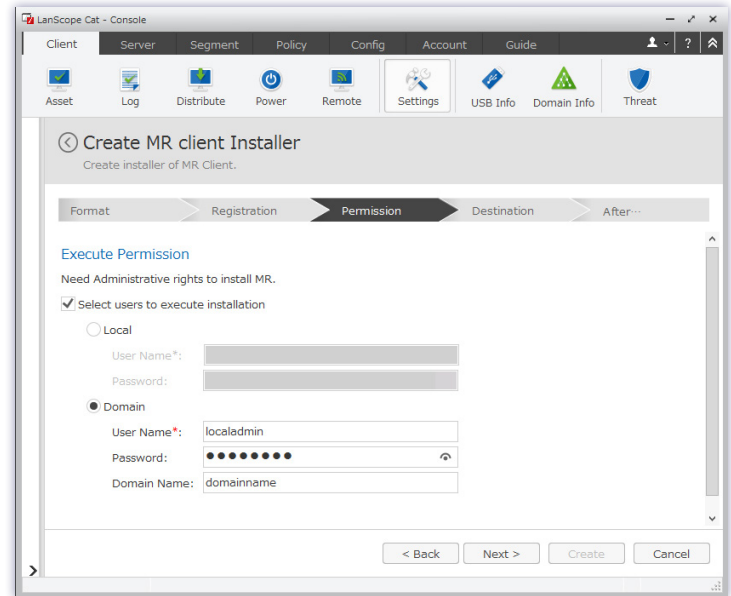 LanScope Cat - Console
Client Server Segment Policy Config Account Guide ?
Asset Log Distribute Power Remote Settings USB Info Domain Info Threat
Create MR client Installer
Create installer of MR Client.
Format Registration Permission Destination After···
Execute Permission
Need Administrative rights to install MR.
Select users to execute installation
Local
User Name*:
Password:
Domain
User Name*: localadmin
Password: ●●●●●●●●
Domain Name: domainname
< Back Next > Create Cancel